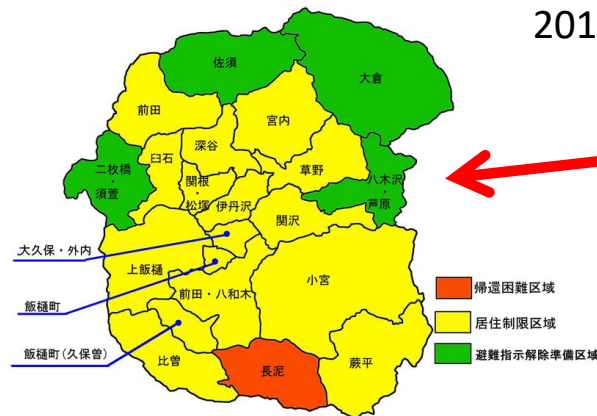 201
佐須
大倉
前田
宮内
深谷
草野
臼石
二枚橋
・
須萱
関根
・
松塚
八木沢
・
芦原
伊丹沢
関沢
大久保・外内
上飯樋
小宮
飯樋町
前田・八和木
飯樋町(久保曽)
比曽
長泥
蕨平
帰還困難区域
居住制限区域
避難指示解除準備区域